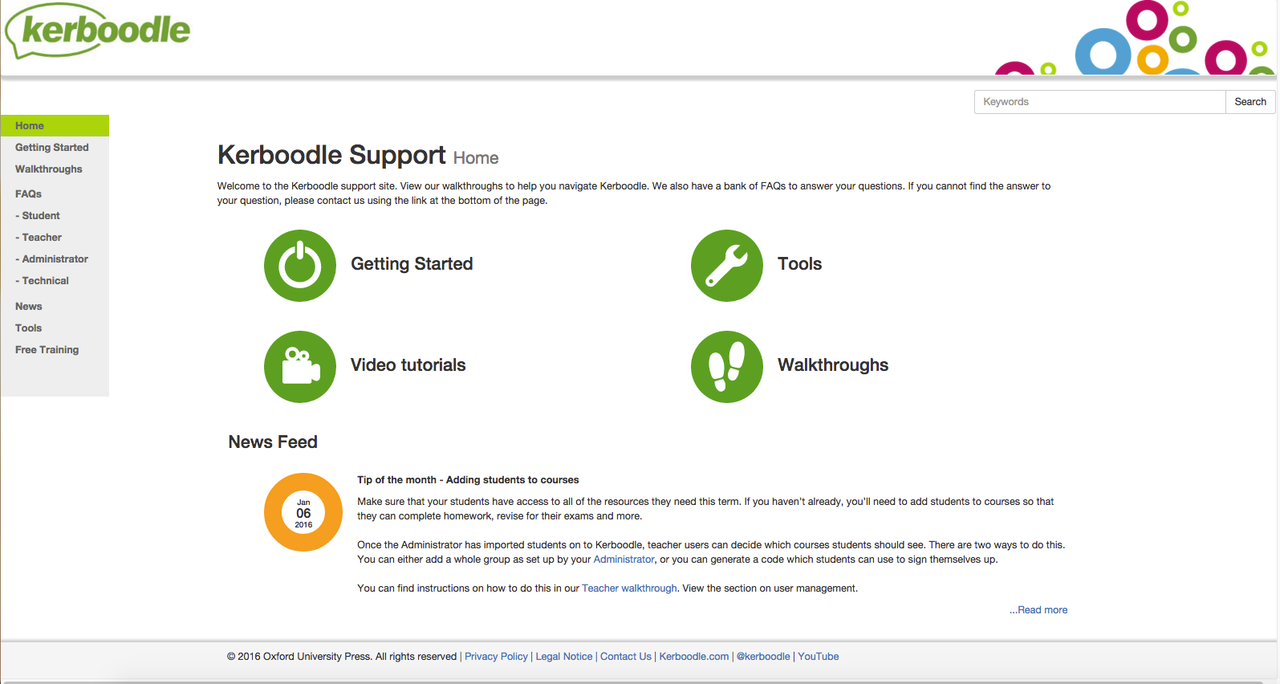 kerboodle
Keywords
Search
Home
Getting Started
Walkthroughs
FAQs
- Student
- Teacher
- Administrator
- Technical
News
Tools
Free Training
Kerboodle Support Home
Welcome to the Kerboodle support site. View our walkthroughs to help you navigate Kerboodle. We also have a bank of FAQs to answer your questions. If you cannot find the answer to
your question, please contact us using the link at the bottom of the page.
Getting Started
Tools
Video tutorials
Walkthroughs
News Feed
Jan
06
2016
Tip of the month - Adding students to courses
Make sure that your students have access to all of the resources they need this term. If you haven't already, you'll need to add students to courses so that
they can complete homework, revise for their exams and more.
Once the Administrator has imported students on to Kerboodle, teacher users can decide which courses students should see. There are two ways to do this.
You can either add a whole group as set up by your Administrator, or you can generate a code which students can use to sign themselves up.
You can find instructions on how to do this in our Teacher walkthrough. View the section on user management.
...Read more
© 2016 Oxford University Press. All rights reserved | Privacy Policy | Legal Notice | Contact Us | Kerboodle.com | @kerboodle | YouTube